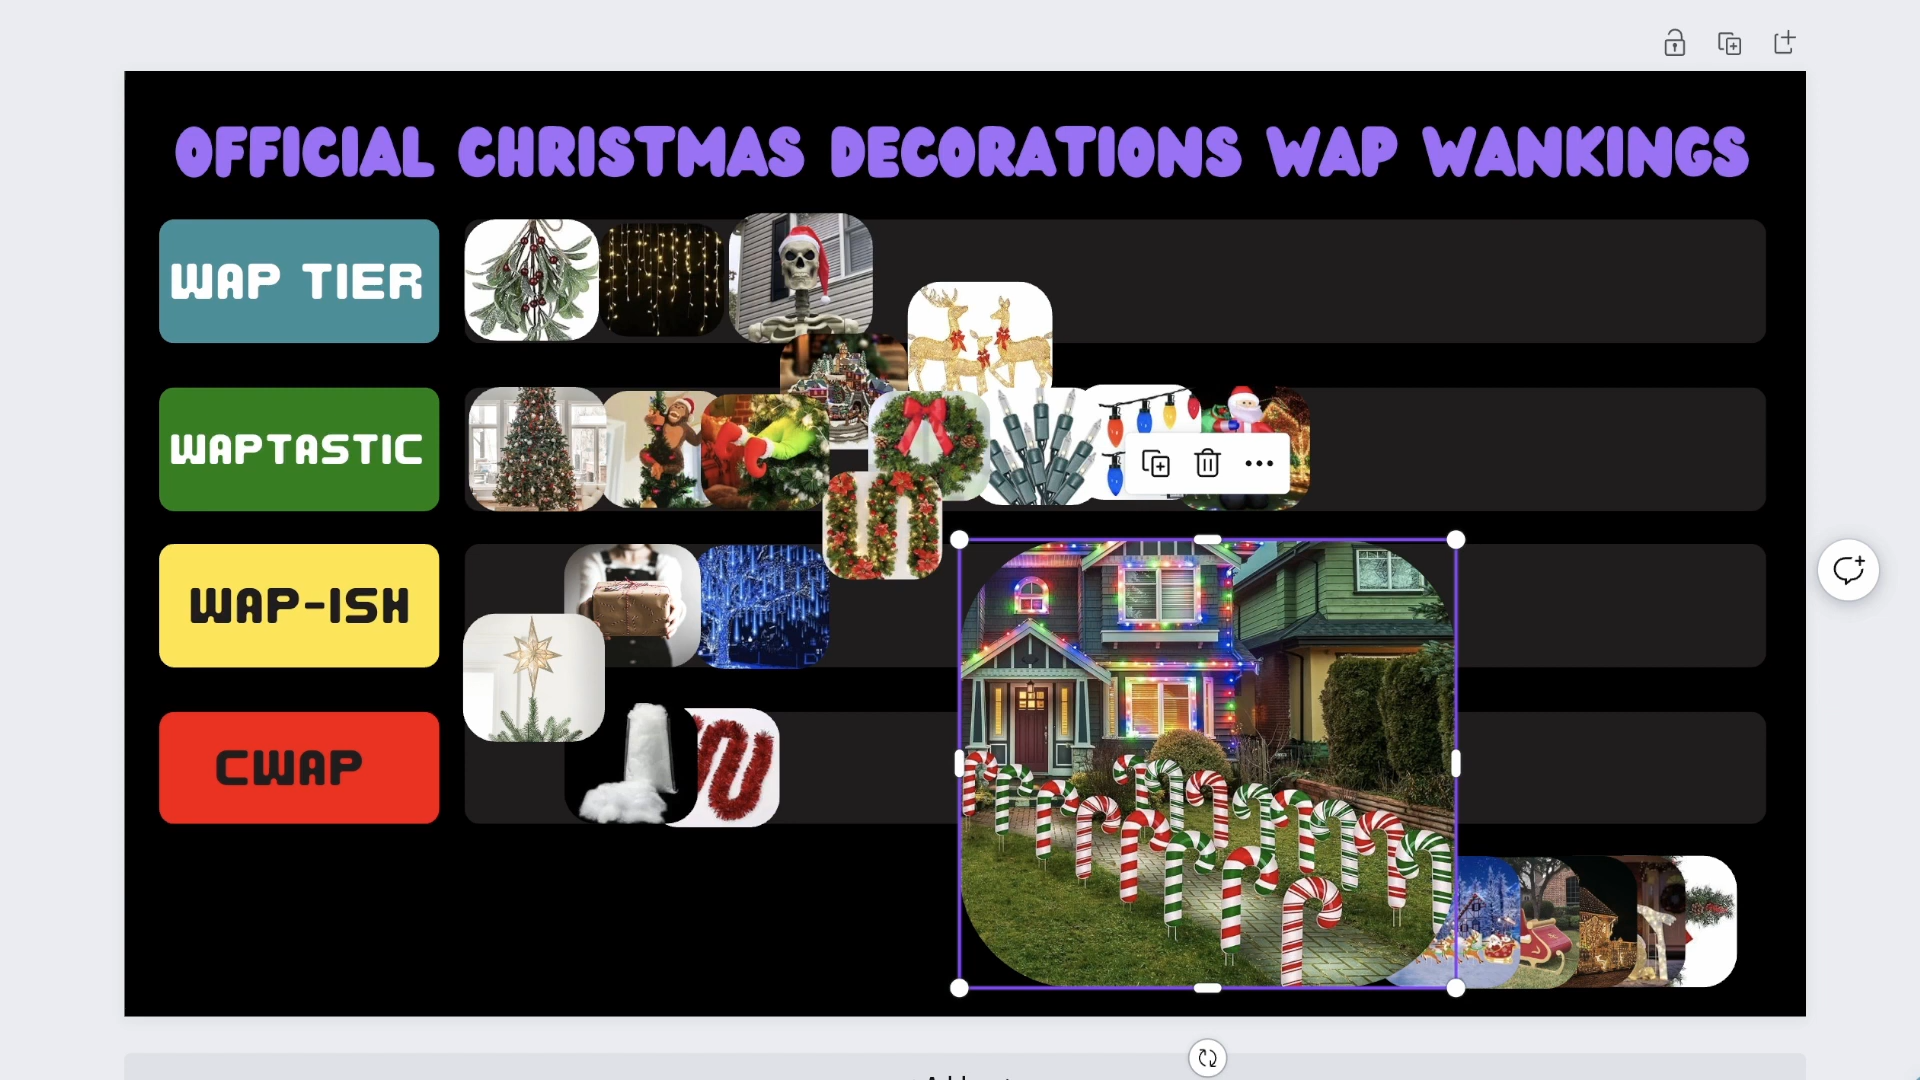 OFFICIAL CHRISTMAS DECORATIONS WAP WANKINGS
WAP TIER
WAPTASTIC
WAP-ISH
CWAP